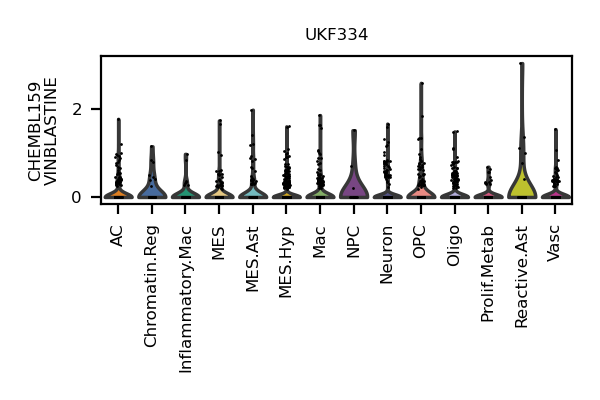 UKF334
CHEMBL159
VINBLASTINE
2
0
AC
Chromatin.Reg
Inflammatory.Mac
MES
MES.Ast
MES.Hyp
Mac
NPC
Neuron
OPC
Oligo
Prolif.Metab
Reactive.Ast
Vasc